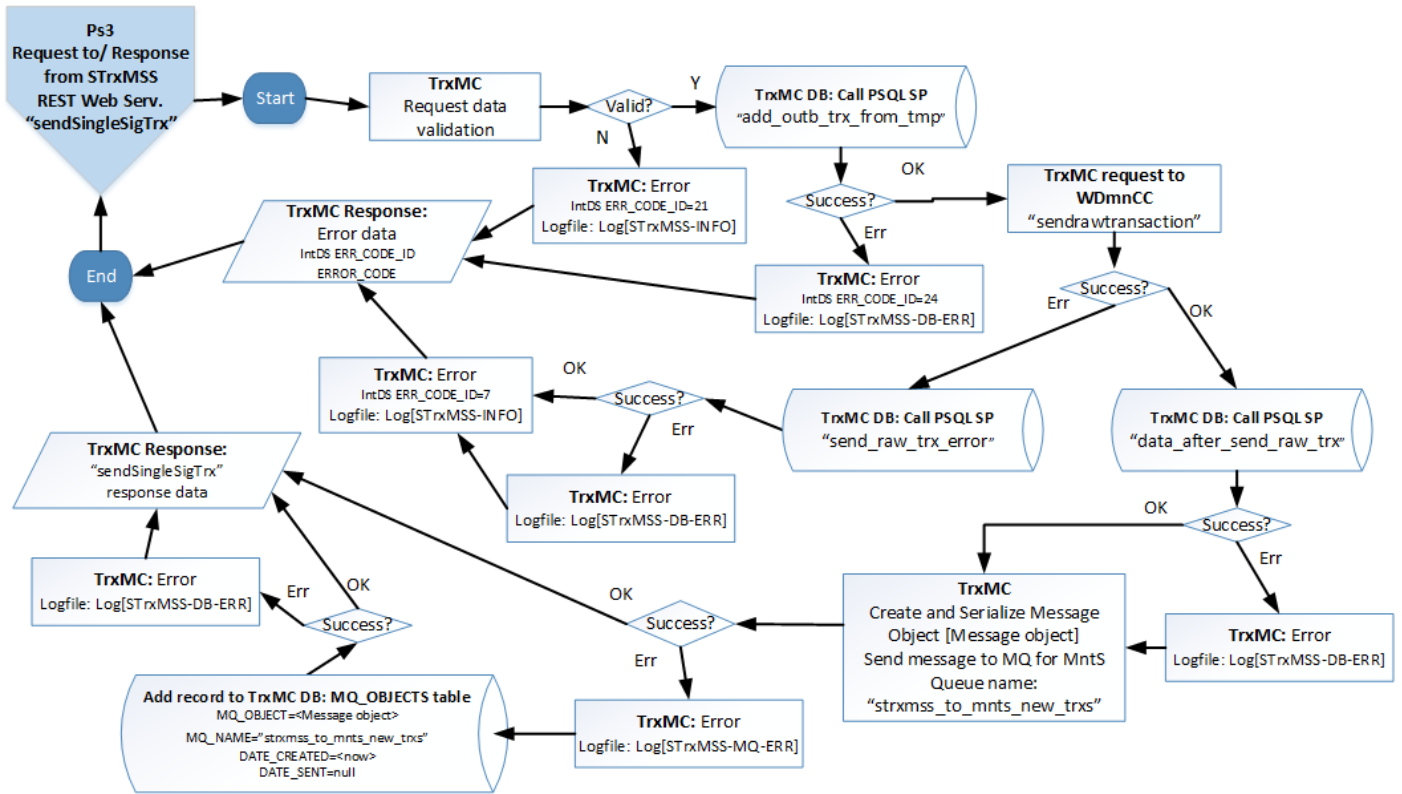 Ps3
Request to/ Response
from STrxMSS
REST Web Serv.
“sendSingleSigTrx”
Start
TrxMC
Request data
validation
Valid?
Y
N
TrxMC DB: Call PSQL SP
“add_outb_trx_from_tmp”
TrxMC: Error
IntDS ERR_CODE_ID=21
Logfile: Log[STrxMSS-INFO]
Success?
OK
Err
TrxMC request to
WDmnCC
“sendrawtransaction”
TrxMC Response:
Error data
IntDS ERR_CODE_ID
ERROR_CODE
End
TrxMC: Error
IntDS ERR_CODE_ID=24
Logfile: Log[STrxMSS-DB-ERR]
Success?
Err
OK
TrxMC: Error
IntDS ERR_CODE_ID=7
Logfile: Log[STrxMSS-INFO]
OK
Success?
Err
TrxMC DB: Call PSQL SP
“send_raw_trx_error”
TrxMC DB: Call PSQL SP
“data_after_send_raw_trx”
TrxMC Response:
“sendSingleSigTrx”
response data
TrxMC: Error
Logfile: Log[STrxMSS-DB-ERR]
OK
Success?
Err
TrxMC: Error
Logfile: Log[STrxMSS-DB-ERR]
Err
OK
Success?
OK
Success?
Err
TrxMC
Create and Serialize Message
Object [Message object]
Send message to MQ for MntS
Queue name:
“strxmss_to_mnts_new_trxs”
TrxMC: Error
Logfile: Log[STrxMSS-DB-ERR]
Add record to TrxMC DB: MQ_OBJECTS table
MQ_OBJECT=<Message object>
MQ_NAME=“strxmss_to_mnts_new_trxs”
DATE_CREATED=<now>
DATE_SENT=null
TrxMC: Error
Logfile: Log[STrxMSS-MQ-ERR]